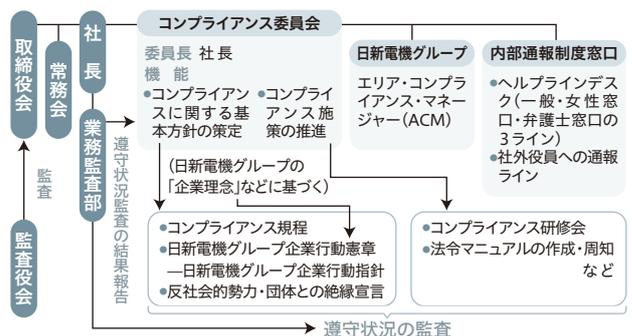 取締役会
常務会
社長
業務監査部
監査
監査役会
遵守状況監査の結果報告
コンプライアンス委員会
委員長 社長
機能
●コンプライアン
スに関する基
本方針の策定
●コンプライ
アンス施
策の推進
日新電機グループ
エリア・コンプラ
イアンス・マネー
ジャー(ACM)
内部通報制度窓口
●ヘルプラインデス
ク(一般・女性窓
口・弁護士窓口の
3ライン)
●社外役員への通報
ライン
(日新電機グループの
「企業理念」などに基づく)
●コンプライアンス規程
●日新電機グループ企業行動憲章
―日新電機グループ企業行動指針
●反社会的勢力・団体との絶縁宣言
●コンプライアンス研修会
●法令マニュアルの作成・周知
など
遵守状況の監査